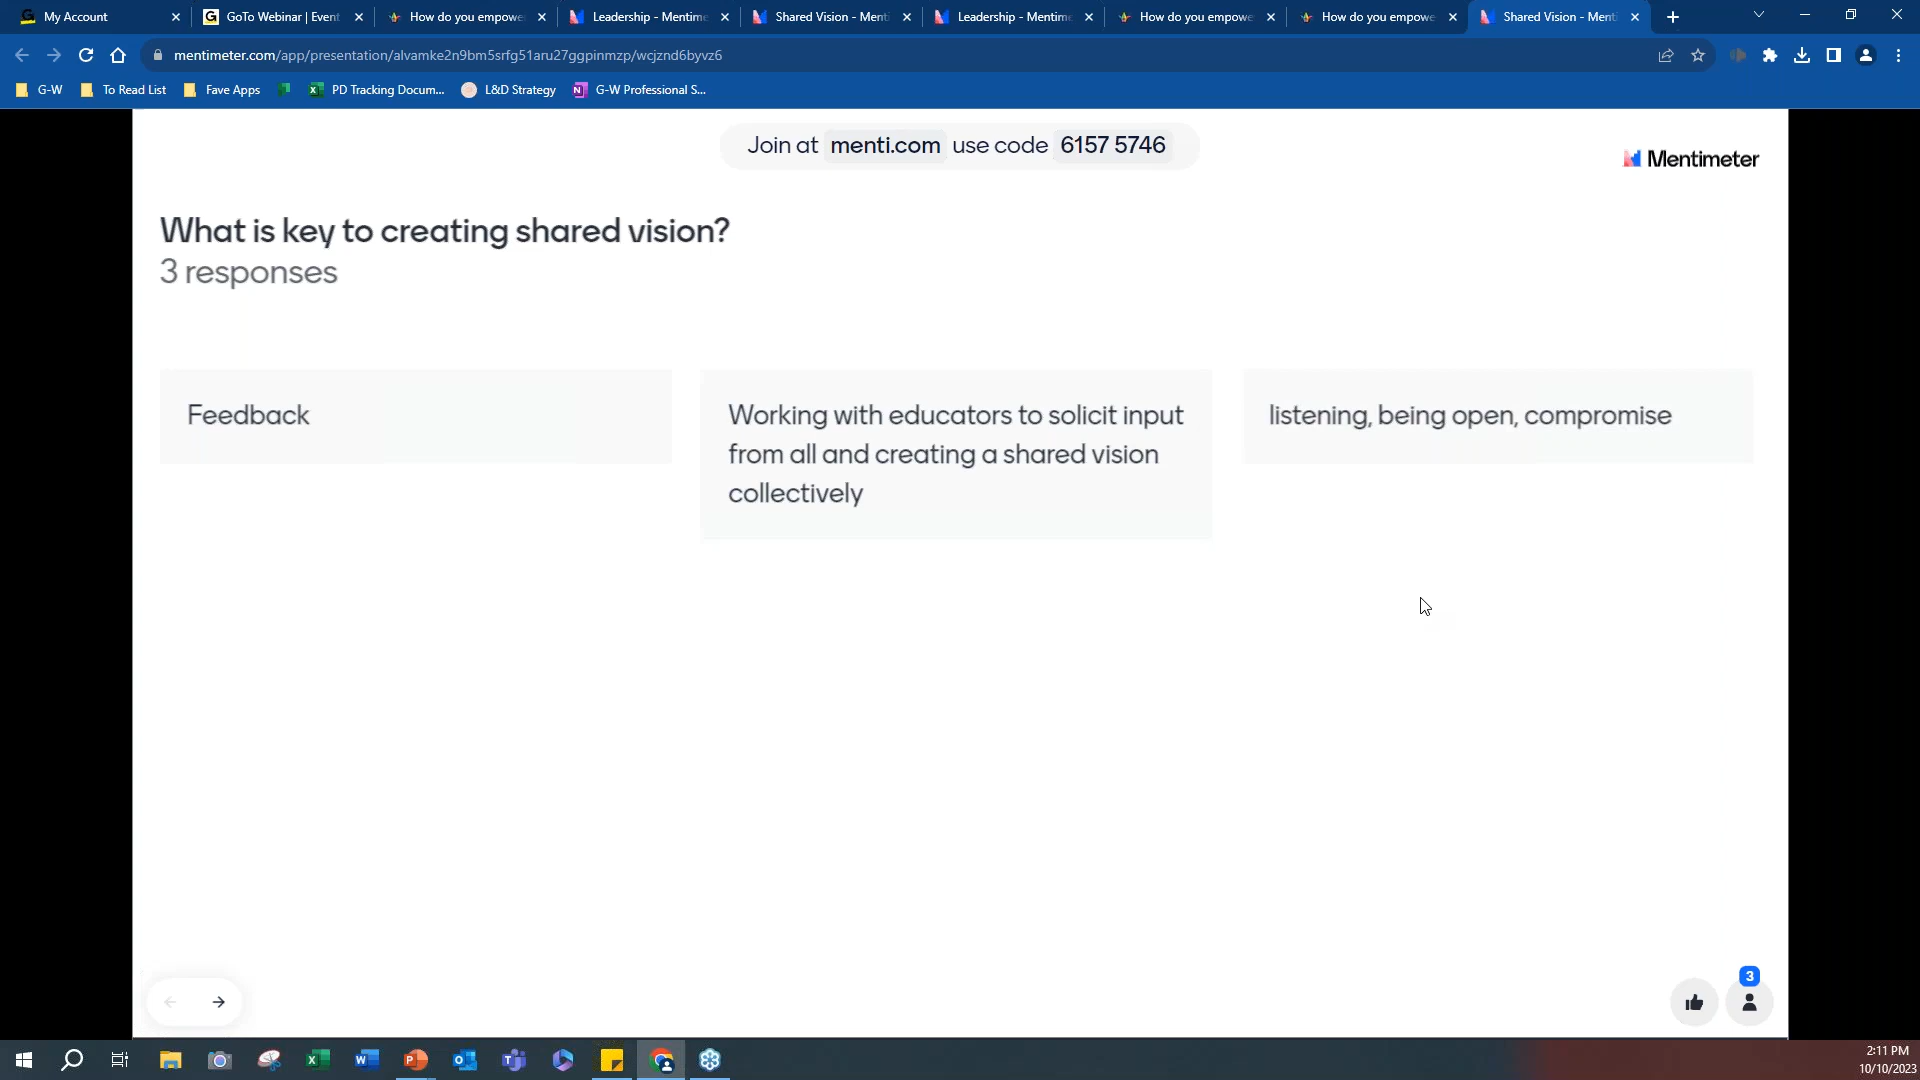 My Account
GoTo Webinar | Event
How do you empowe
Leadership - Mentime
Shared Vision - Menti
Leadership - Mentime
How do you empowe
How do you empowe
Shared Vision - Menti
mentimeter.com/app/presentation/alvamke2n9bm5srfg51aru27ggpinmzp/wcjznd6byvz6
G-W
To Read List
Fave Apps
PD Tracking Docum...
L&D Strategy
G-W Professional S...
Join at menti.com use code 6157 5746
Mentimeter
What is key to creating shared vision?
3 responses
Feedback
Working with educators to solicit input
from all and creating a shared vision
collectively
listening, being open, compromise
3
2:11 PM
10/10/2023